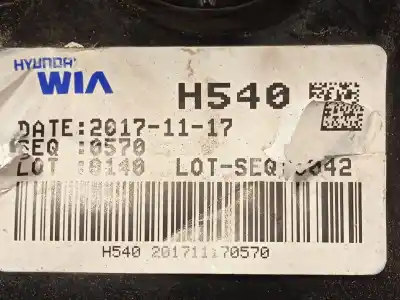 HYUNDAI
WIA
H540
DATE:2017-11-17
SEQ :0570
LOT :0140 LOT-SEQ: 0042
H540 201711170570